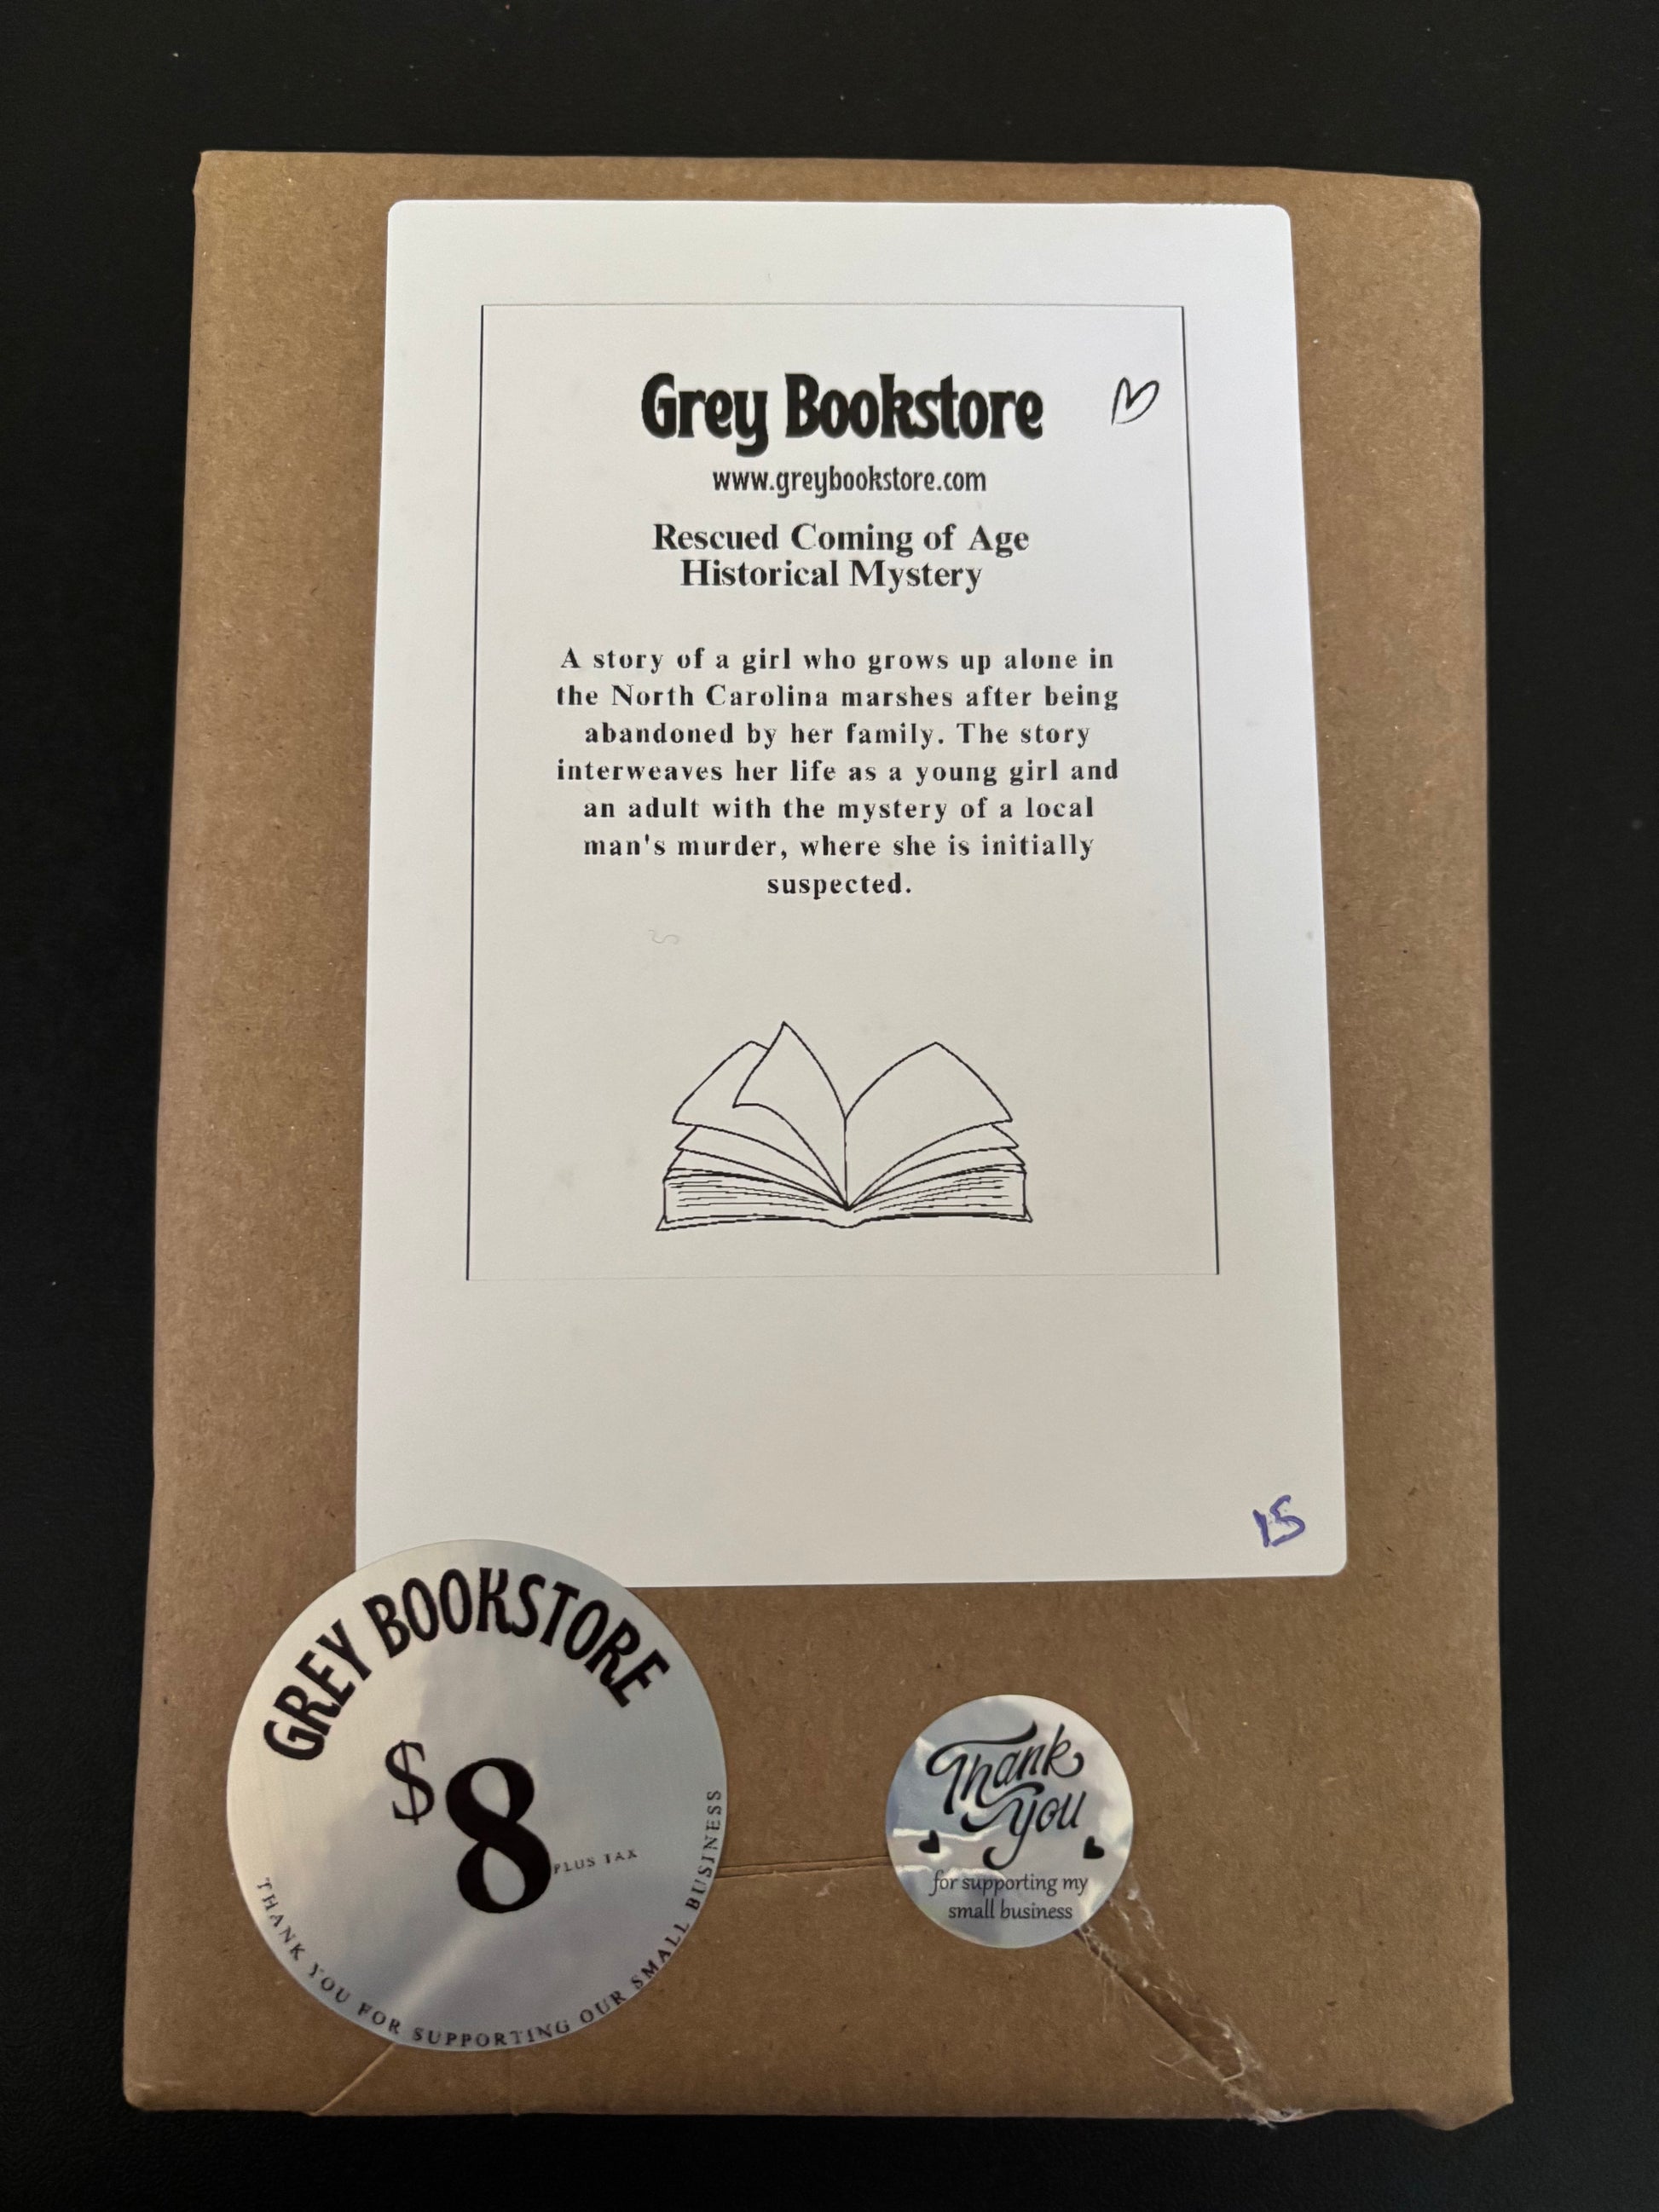 Grey Bookstore
www.greybookstore.com
Rescued Coming of Age
Historical Mystery
A story of a girl who grows up alone in
the North Carolina marshes after being
abandoned by her family. The story
interweaves her life as a young girl and
an adult with the mystery of a local
man's murder, where she is initially
suspected.
15
GREY BOOKSTORE
$8
PLUS TAX
THANK YOU FOR SUPPORTING OUR SMALL BUSINESS
Thank
you
for supporting my
small business